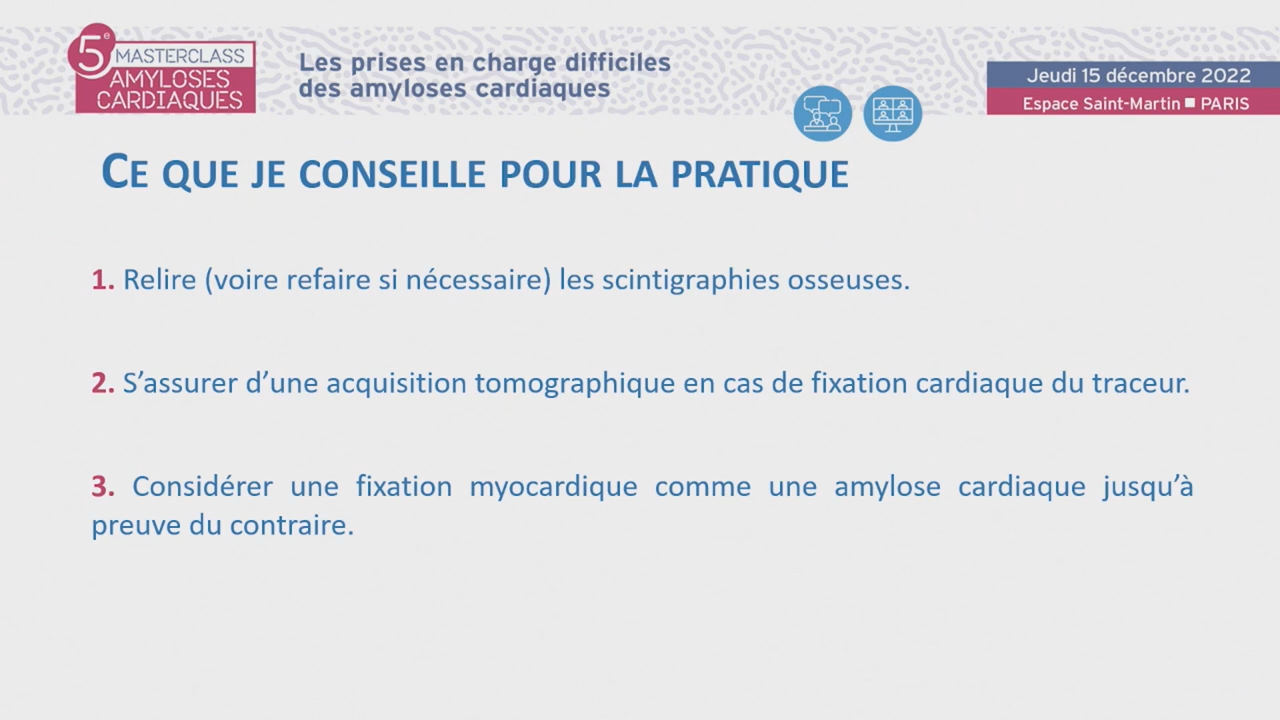 5e
MASTERCLASS
AMYLOSES
CARDIAQUES
Les prises en charge difficiles
des amyloses cardiaques
Jeudi 15 décembre 2022
Espace Saint-Martin ■ PARIS
CE QUE JE CONSEILLE POUR LA PRATIQUE
1. Relire (voire refaire si nécessaire) les scintigraphies osseuses.
2. S’assurer d’une acquisition tomographique en cas de fixation cardiaque du traceur.
3. Considérer une fixation myocardique comme une amylose cardiaque jusqu’à
preuve du contraire.